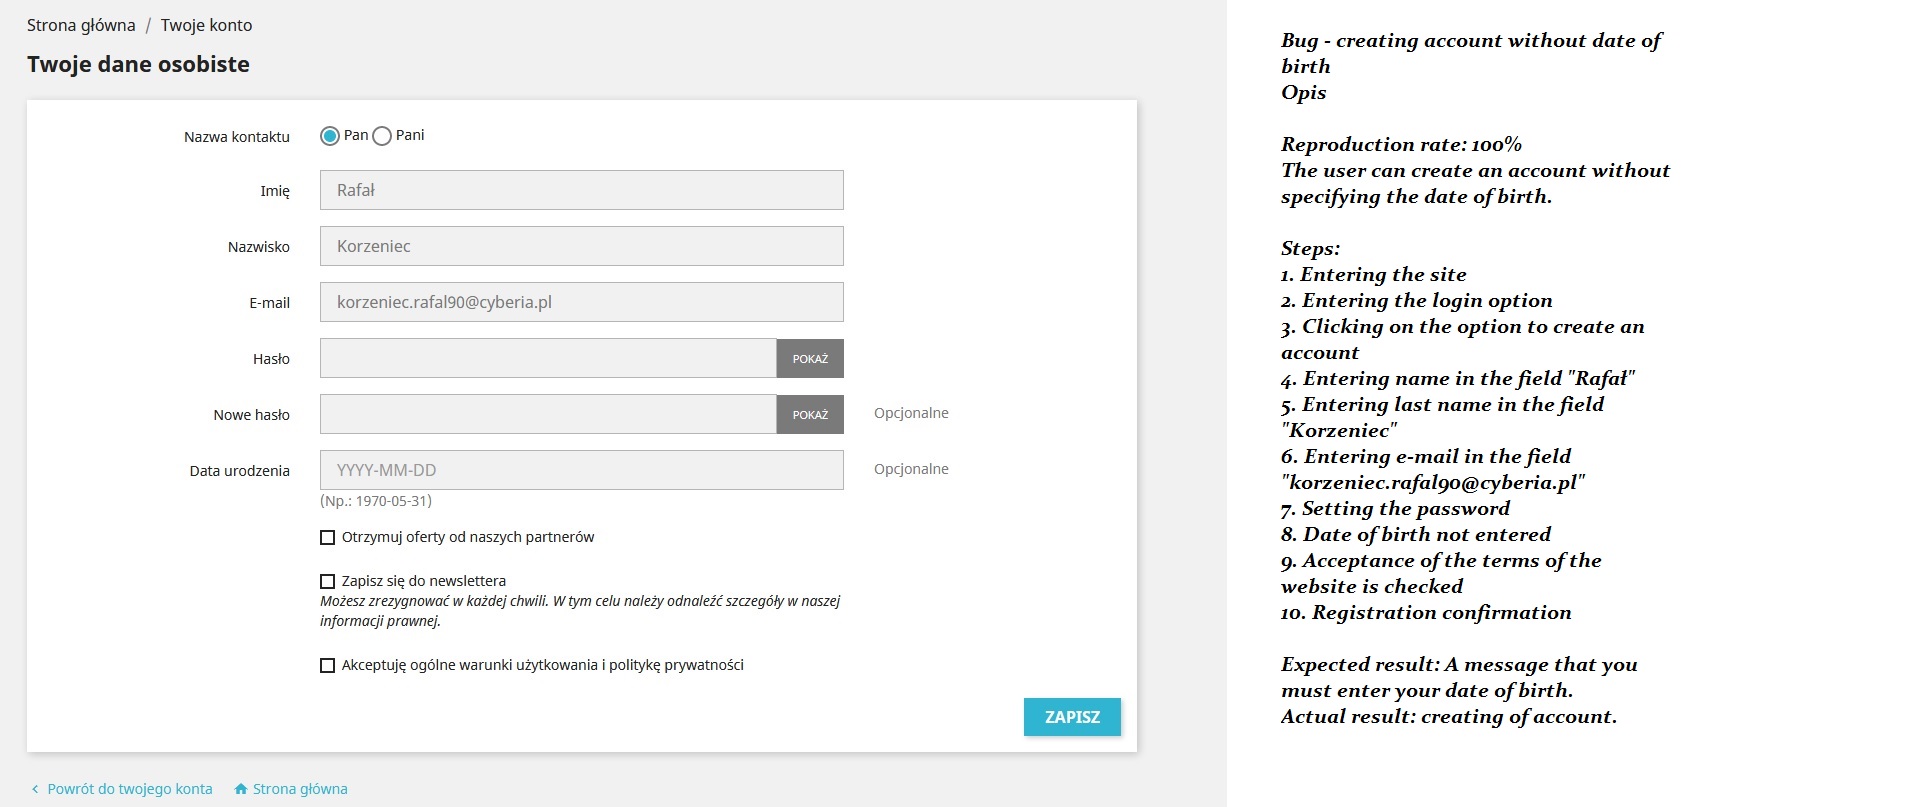 Strona główna / Twoje konto
Twoje dane osobiste
Nazwa kontaktu Pan Pani
Imię Rafał
Nazwisko Korzeniec
E-mail korzeniec.rafal90@cyberia.pl
Hasło POKAŻ
Nowe hasło POKAŻ Opcjonalne
Data urodzenia YYYY-MM-DD Opcjonalne
(Np.: 1970-05-31)
Otrzymuj oferty od naszych partnerów
Zapisz się do newslettera
Możesz zrezygnować w każdej chwili. W tym celu należy odnaleźć szczegóły w naszej
informacji prawnej.
Akceptuję ogólne warunki użytkowania i politykę prywatności
ZAPISZ
Powrót do twojego konta Strona główna
Bug - creating account without date of
birth
Opis
Reproduction rate: 100%
The user can create an account without
specifying the date of birth.
Steps:
1. Entering the site
2. Entering the login option
3. Clicking on the option to create an
account
4. Entering name in the field "Rafał"
5. Entering last name in the field
"Korzeniec"
6. Entering e-mail in the field
"korzeniec.rafal90@cyberia.pl"
7. Setting the password
8. Date of birth not entered
9. Acceptance of the terms of the
website is checked
10. Registration confirmation
Expected result: A message that you
must enter your date of birth.
Actual result: creating of account.